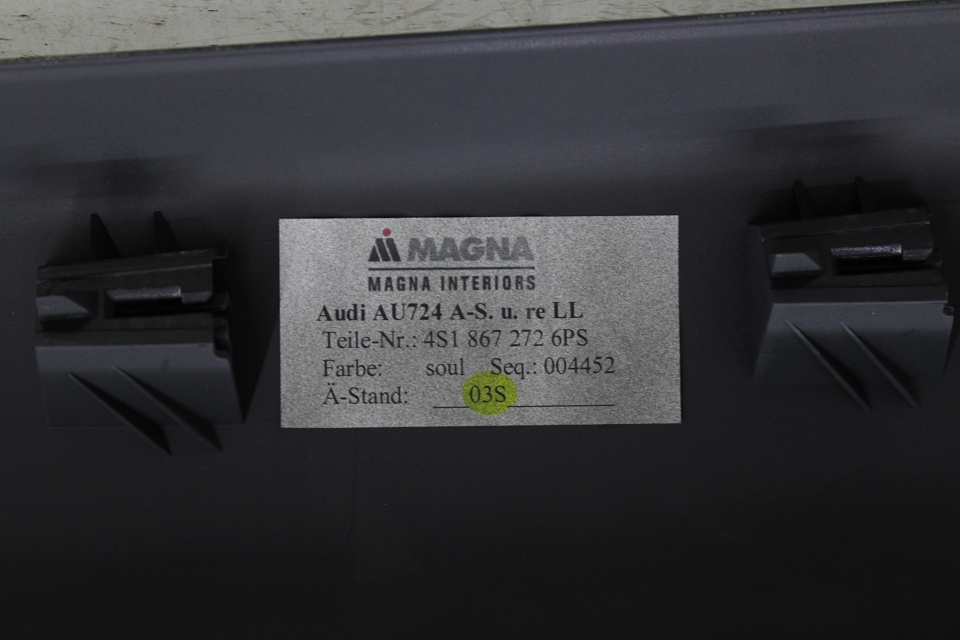 MAGNA
MAGNA INTERIORS
Audi AU724 A-S. u. re LL
Teile-Nr.: 4S1 867 272 6PS
Farbe: soul Seq.: 004452
Ä-Stand: 03S